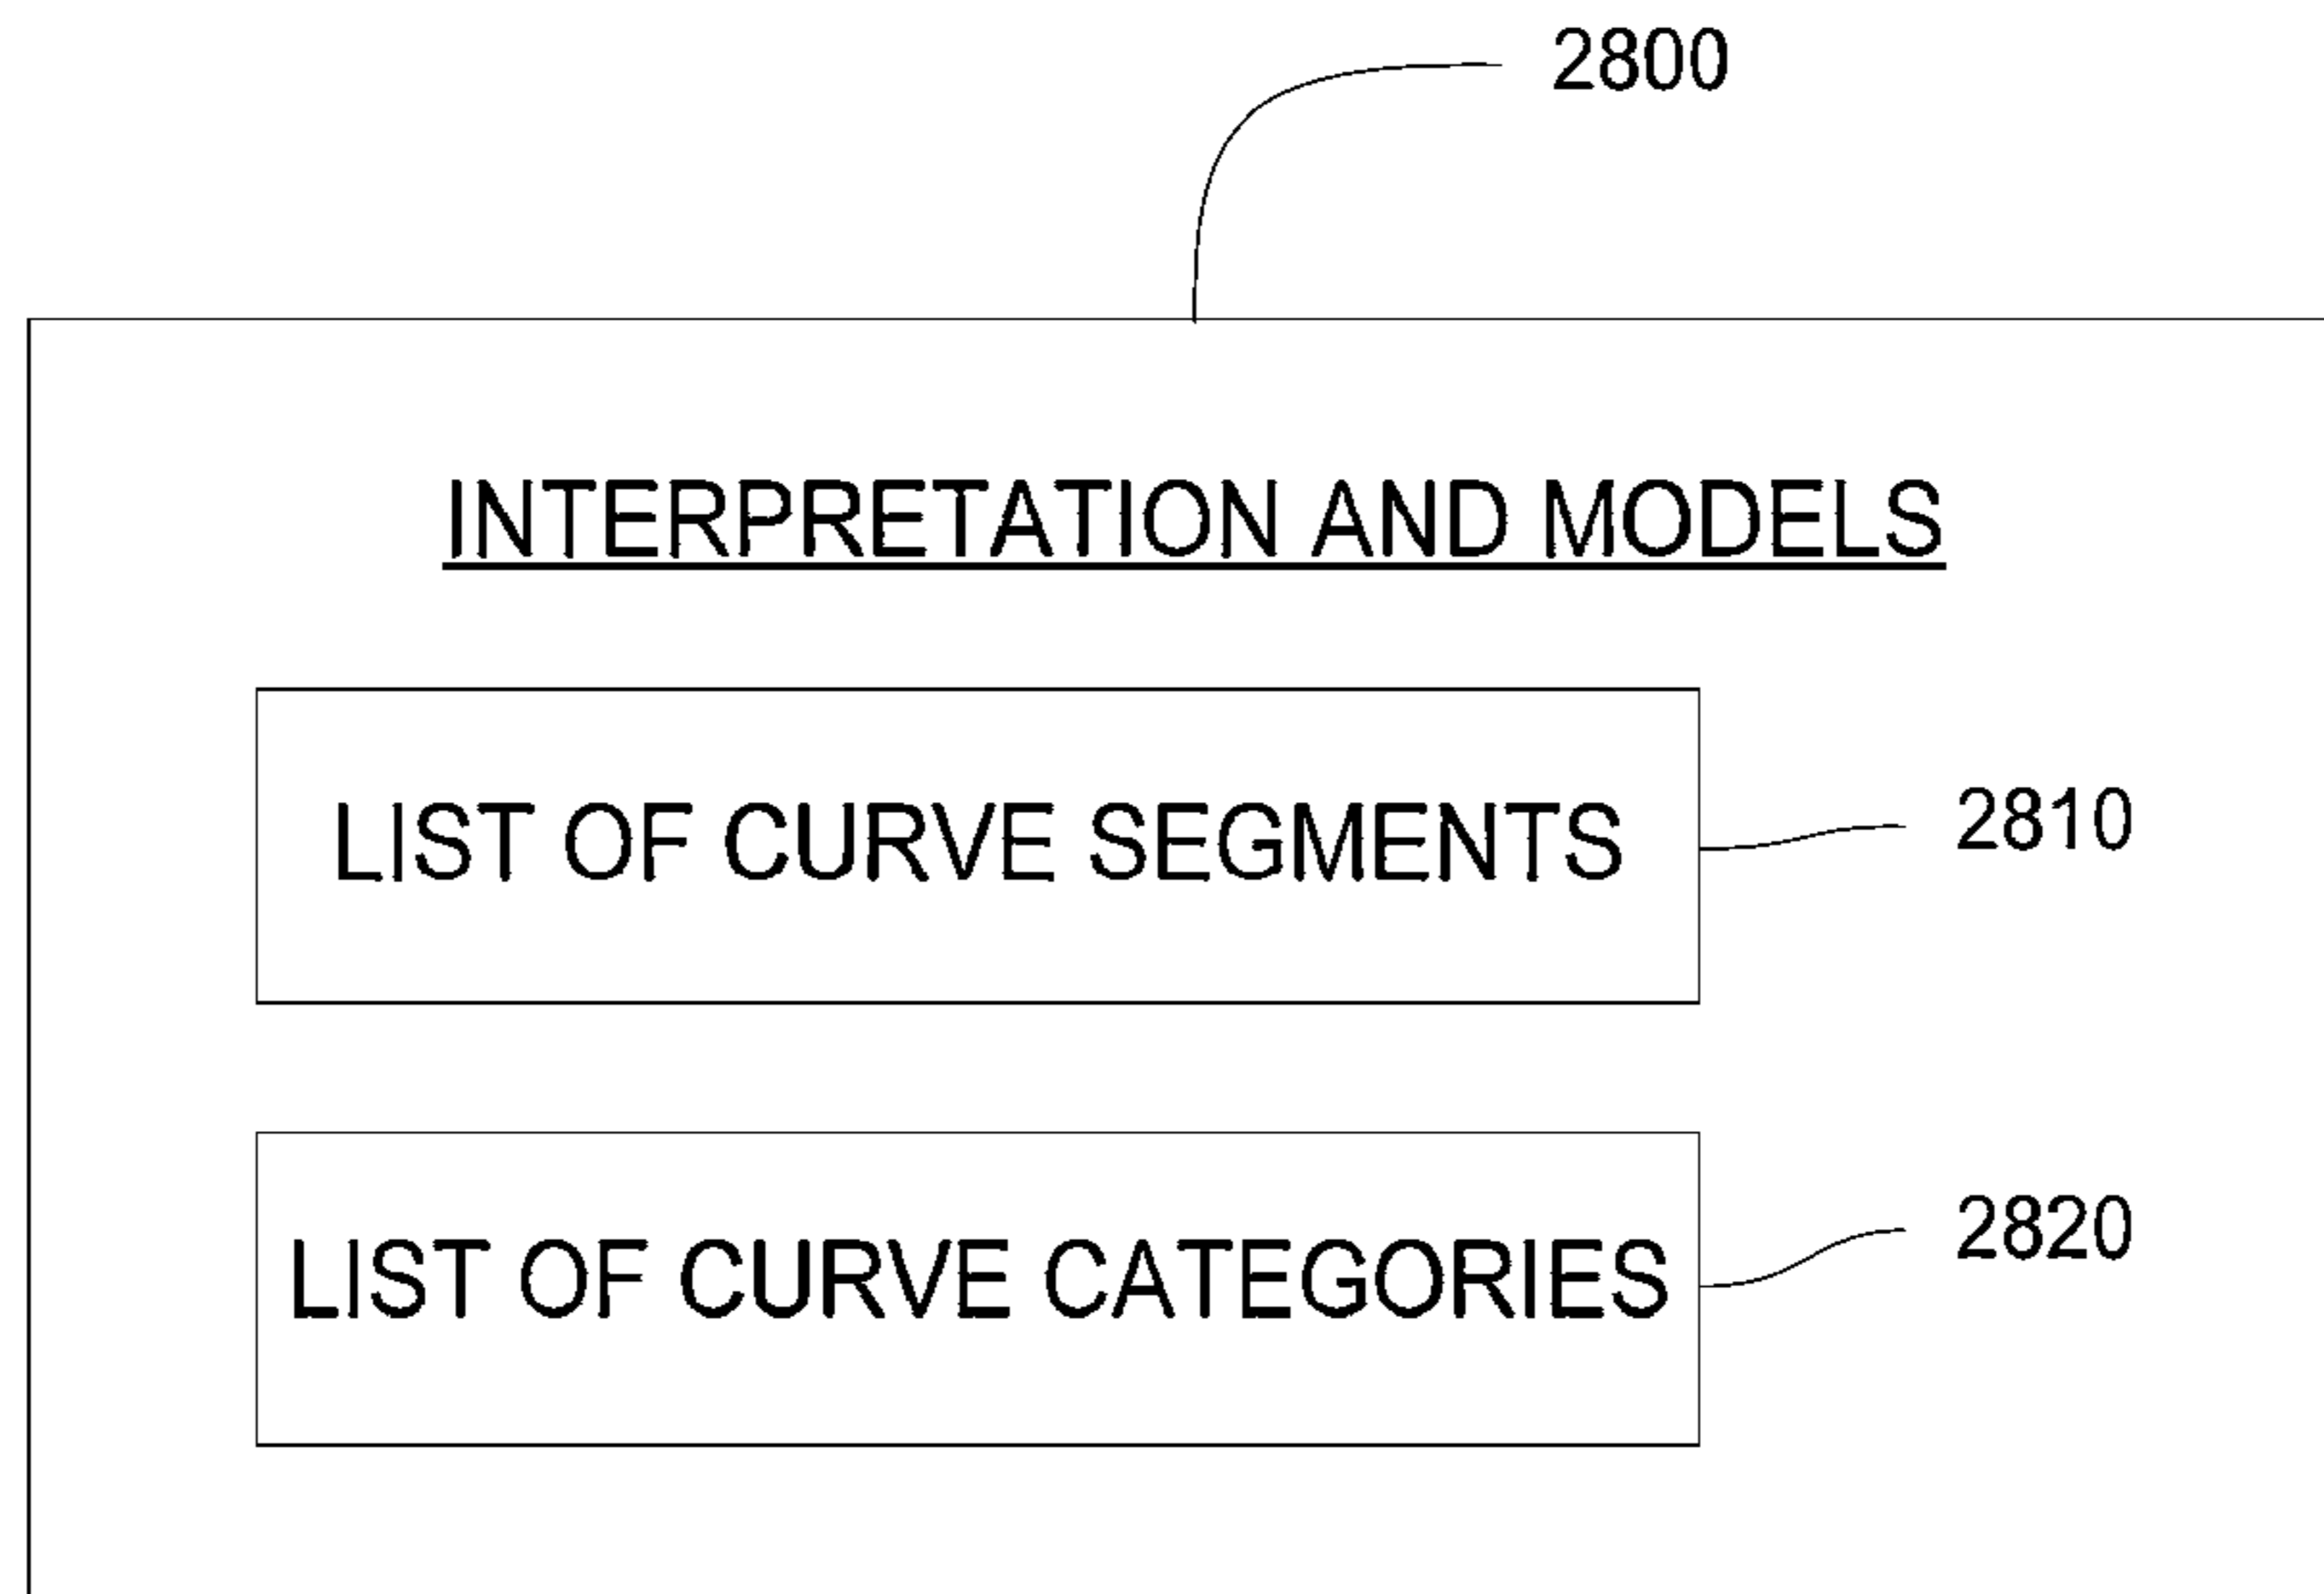 2800
INTERPRETATION AND MODELS
LIST OF CURVE SEGMENTS
2810
LIST OF CURVE CATEGORIES
2820